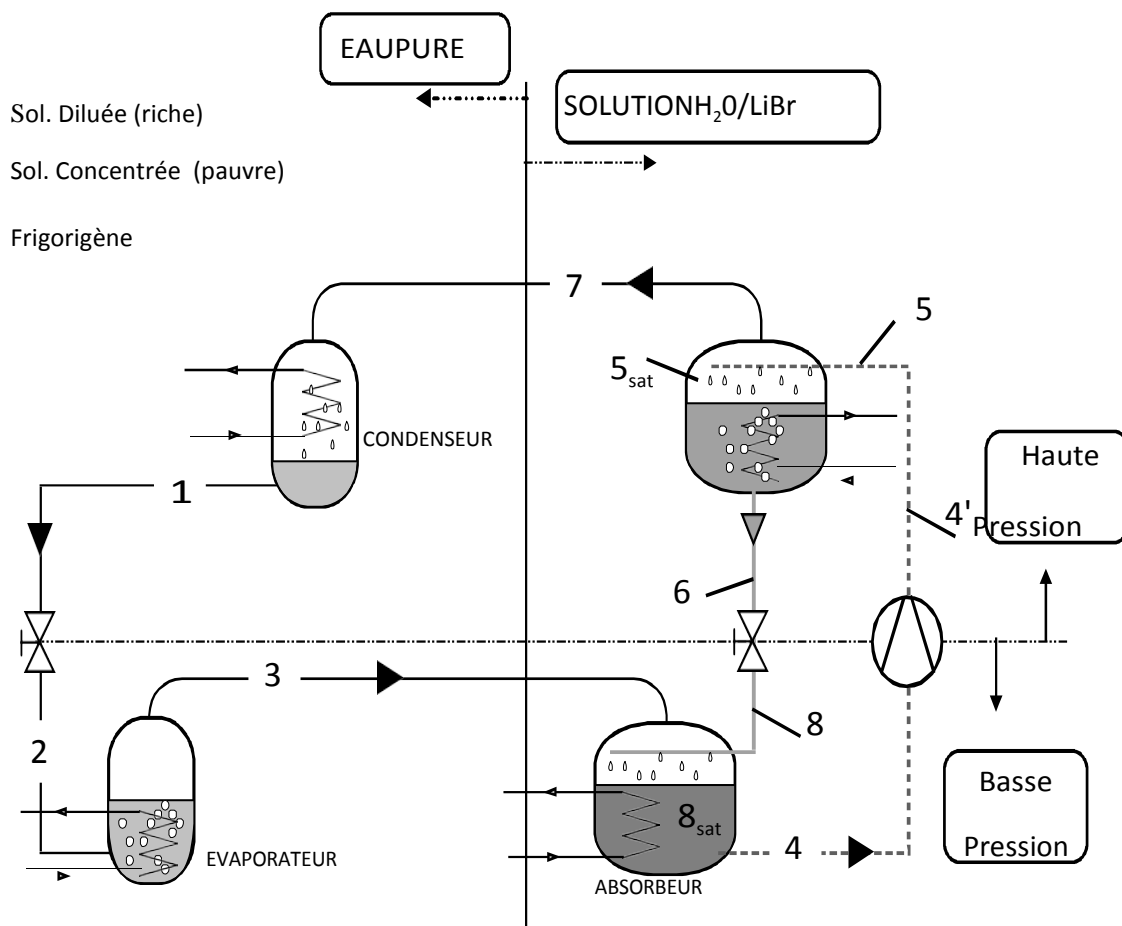 EAUPURE
SOLUTIONH₂0/LiBr
Sol. Diluée (riche)
Sol. Concentrée (pauvre)
Frigorigène
7
5
5sat
CONDENSEUR
1
Haute
4'
Pression
6
3
8
2
Basse
8sat
Pression
4
EVAPORATEUR
ABSORBEUR